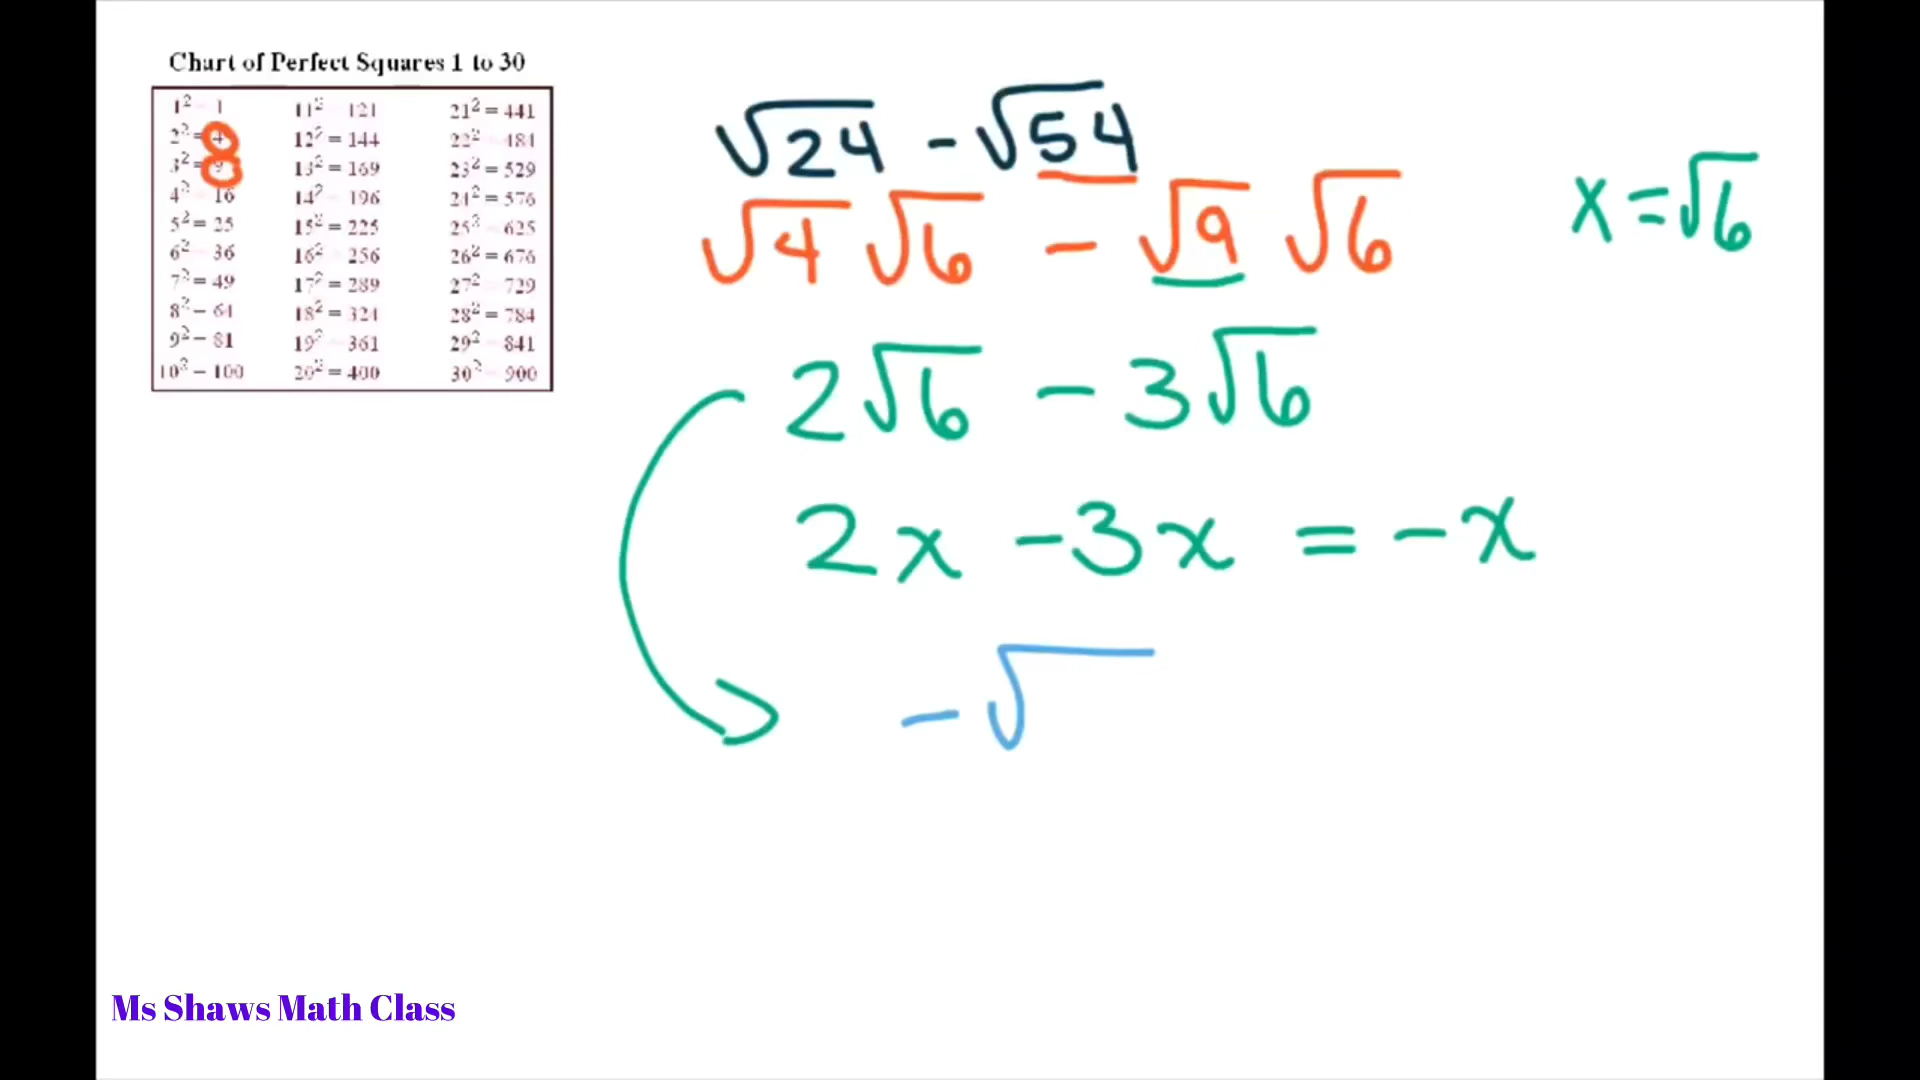 Chart of Perfect Squares 1 to 30
1² = 1 11² = 121 21² = 441
2² = 4 12² = 144 22² = 484
3² = 9 13² = 169 23² = 529
4² = 16 14² = 196 24² = 576
5² = 25 15² = 225 25² = 625
6² = 36 16² = 256 26² = 676
7² = 49 17² = 289 27² = 729
8² = 64 18² = 324 28² = 784
9² = 81 19² = 361 29² = 841
10² = 100 20² = 400 30² = 900
√24 - √54
√4 √6 - √9 √6
x = √6
2√6 - 3√6
2x - 3x = -x
-√
Ms Shaws Math Class